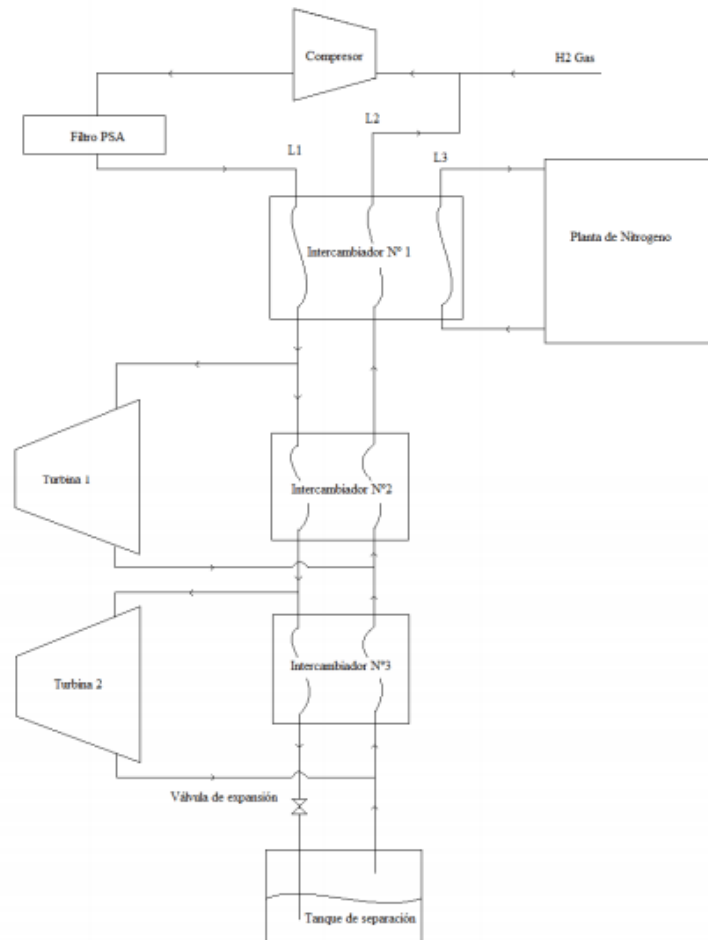 H2 Gas
Compresor
L2
Filtro PSA
L1
L3
Intercambiador Nº 1
Planta de Nitrogeno
Turbina 1
Intercambiador Nº2
Intercambiador Nº3
Turbina 2
Válvula de expansión
Tanque de separación